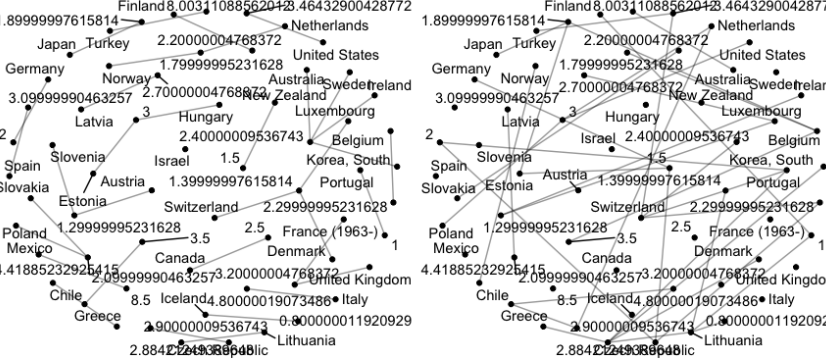 Finland 8.00311088562012 3.46432900428772
1.89999997615814
Netherlands
Japan Turkey 2.20000004768372
United States
1.79999995231628
Germany
Norway
Australia
Sweden
Ireland
2.70000004768372
New Zealand
3.09999990463257
3
Luxembourg
Latvia
Hungary
2
2.40000009536743
Belgium
Slovenia
Israel
1.5
Korea, South
Spain
Austria
1.39999997615814
Slovakia
Portugal
Estonia
Switzerland
2.29999995231628
1.29999995231628
2.5
France (1963-)
Poland
3.5
1
Mexico
Denmark
Canada
4.41885232925415
2.09999990463257
3.20000004768372
United Kingdom
Chile
8.5
Iceland
4.80000019073486
Italy
Greece
0.800000011920929
2.90000009536743
Lithuania
Finland 8.00311088562012 3.46432900428772
1.89999997615814
Netherlands
Japan Turkey
2.20000004768372
United States
1.79999995231628
Germany
Norway
Australia
Sweden
2.70000004768372
New Zealand
3.09999990463257
3
Luxembourg
Latvia
Hungary
2
2.40000009536743
Belgium
Slovenia
Israel
1.5
Korea, South
Spain
Austria
1.39999997615814
Slovakia
Estonia
Portugal
Switzerland
2.29999995231628
1.29999995231628
2.5
France (1963-)
Poland
3.5
1
Mexico
Denmark
Canada
4.41885232925415
2.09999990463257
3.20000004768372
United Kingdom
Chile
8.5
Iceland
4.80000019073486
Italy
Greece
0.800000011920929
2.90000009536743
Lithuania